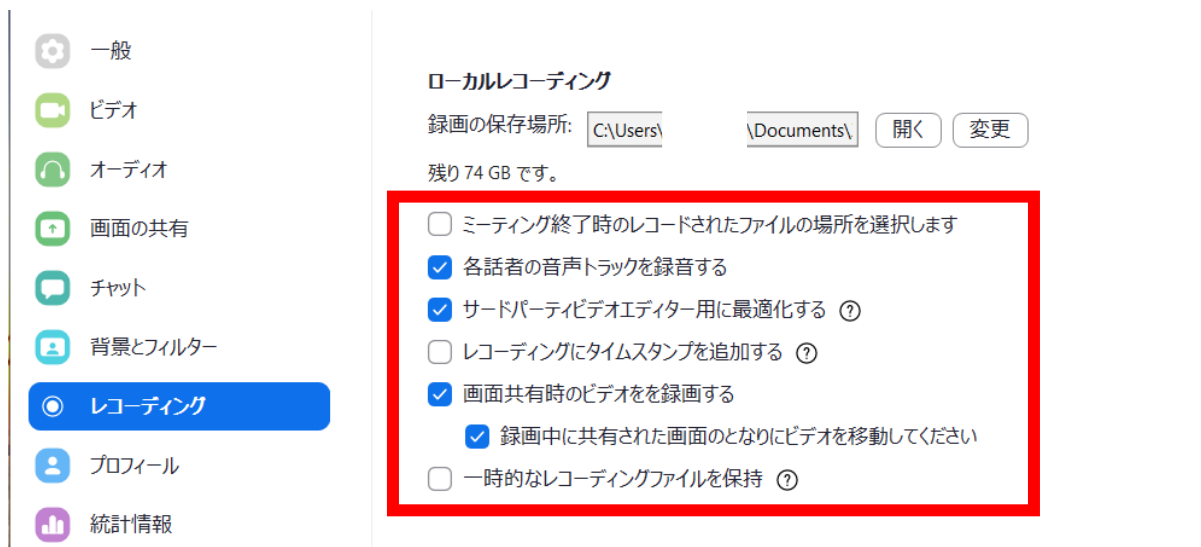 一般
ビデオ
オーディオ
画面の共有
チャット
背景とフィルター
レコーディング
プロフィール
統計情報
ローカルレコーディング
録画の保存場所: C:\Users\ \Documents\ 開く 変更
残り 74 GB です。
ミーティング終了時のレコードされたファイルの場所を選択します
各話者の音声トラックを録音する
サードパーティビデオエディター用に最適化する ?
レコーディングにタイムスタンプを追加する ?
画面共有時のビデオをを録画する
録画中に共有された画面のとなりにビデオを移動してください
一時的なレコーディングファイルを保持 ?